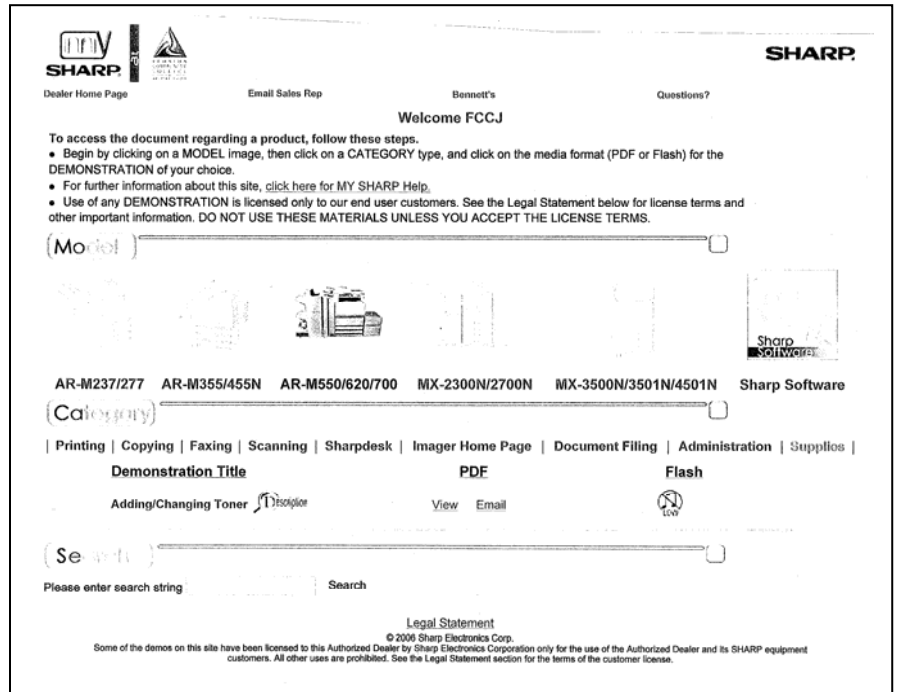 my
SHARP.
SHARP.
Dealer Home Page Email Sales Rep Bennett's Questions?
Welcome FCCJ
To access the document regarding a product, follow these steps.
• Begin by clicking on a MODEL image, then click on a CATEGORY type, and click on the media format (PDF or Flash) for the
DEMONSTRATION of your choice.
• For further information about this site, click here for MY SHARP Help.
• Use of any DEMONSTRATION is licensed only to our end user customers. See the Legal Statement below for license terms and
other important information. DO NOT USE THESE MATERIALS UNLESS YOU ACCEPT THE LICENSE TERMS.
Model
Sharp
Software
AR-M237/277 AR-M355/455N AR-M550/620/700 MX-2300N/2700N MX-3500N/3501N/4501N Sharp Software
Category
| Printing | Copying | Faxing | Scanning | Sharpdesk | Imager Home Page | Document Filing | Administration | Supplies |
Demonstration Title PDF Flash
Adding/Changing Toner Description View Email
Search
Please enter search string Search
Legal Statement
© 2006 Sharp Electronics Corp.
Some of the demos on this site have been licensed to this Authorized Dealer by Sharp Electronics Corporation only for the use of the Authorized Dealer and its SHARP equipment
customers. All other uses are prohibited. See the Legal Statement section for the terms of the customer license.